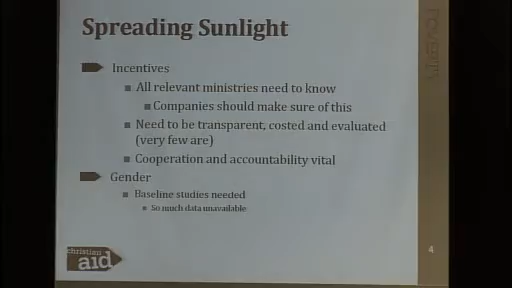 Spreading Sunlight
Incentives
All relevant ministries need to know
Companies should make sure of this
Need to be transparent, costed and evaluated
(very few are)
Cooperation and accountability vital
Gender
Baseline studies needed
So much data unavailable
christian
aid
4
POVERTY